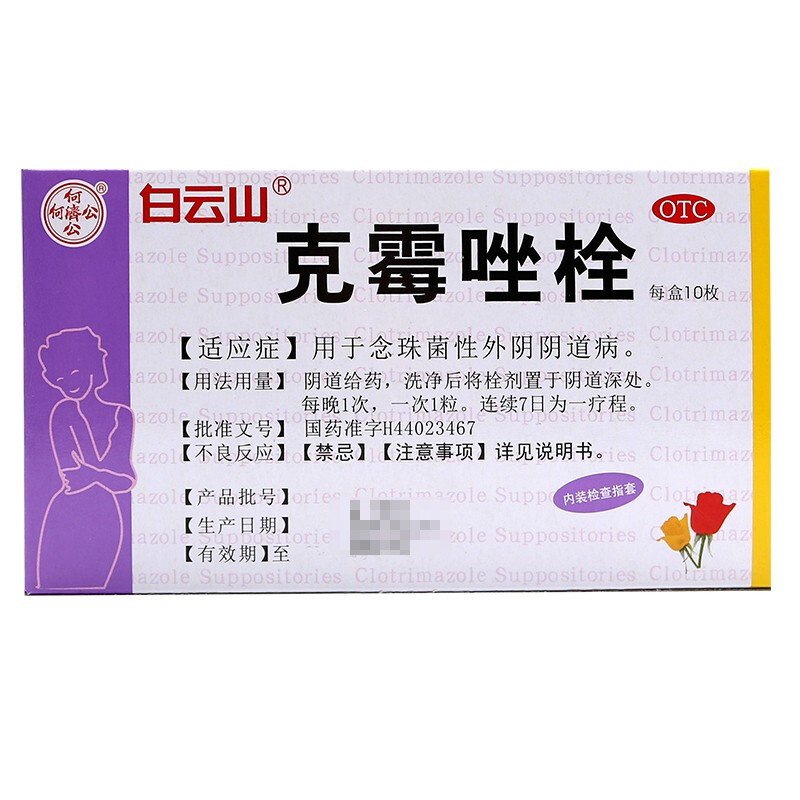 何
何濟公
公
®
白云山®
OTC
克霉唑栓
每盒10枚
【适应症】用于念珠菌性外阴阴道病。
【用法用量】阴道给药，洗净后将栓剂置于阴道深处。
每晚1次，一次1粒。连续7日为一疗程。
【批准文号】国药准字H44023467
【不良反应】【禁忌】【注意事项】详见说明书。
内装检查指套
【产品批号】
【生产日期】
【有效期】至
Clotrimazole Suppositories